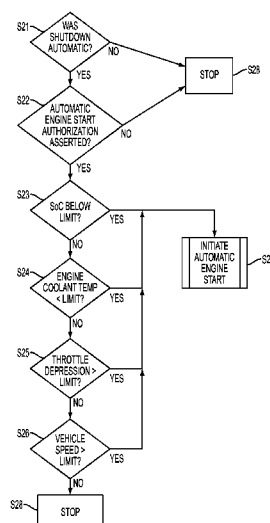 S21
WAS
SHUTDOWN
AUTOMATIC?
NO
YES
STOP
S28
S22
AUTOMATIC
ENGINE START
AUTHORIZATION
ASSERTED?
NO
YES
S23
SoC BELOW
LIMIT?
YES
NO
INITIATE
AUTOMATIC
ENGINE
START
S2
S24
ENGINE
COOLANT TEMP
< LIMIT?
YES
NO
S25
THROTTLE
DEPRESSION >
LIMIT?
YES
NO
S26
VEHICLE
SPEED >
LIMIT?
YES
NO
S28
STOP